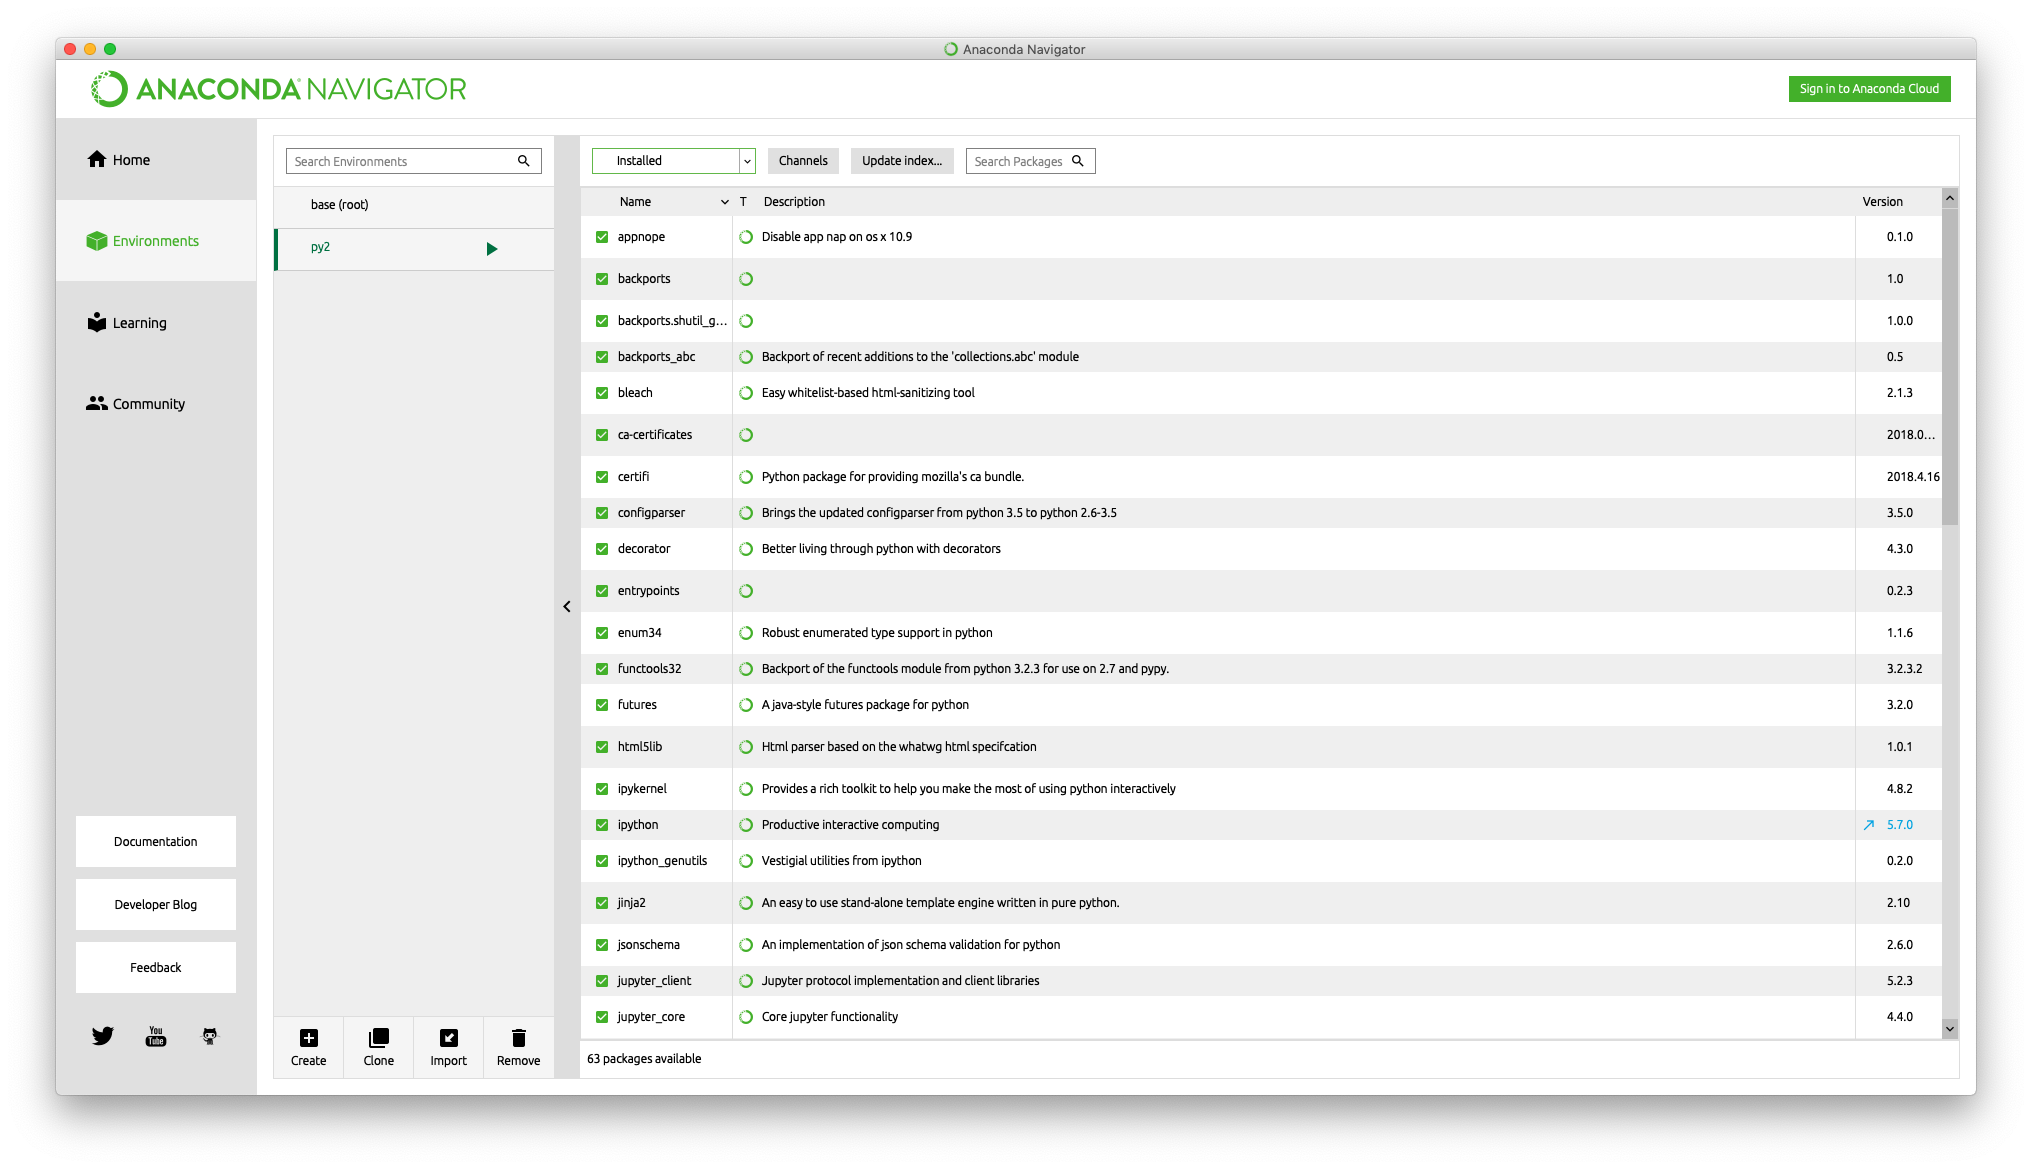 Anaconda Navigator
ANACONDA NAVIGATOR
Sign in to Anaconda Cloud
Home
Environments
Learning
Community
Documentation
Developer Blog
Feedback
You Tube
Search Environments
base (root)
py2
Create Clone Import Remove
Installed Channels Update index... Search Packages
Name T Description Version
appnope Disable app nap on os x 10.9 0.1.0
backports 1.0
backports.shutil_g... 1.0.0
backports_abc Backport of recent additions to the 'collections.abc' module 0.5
bleach Easy whitelist-based html-sanitizing tool 2.1.3
ca-certificates 2018.0...
certifi Python package for providing mozilla's ca bundle. 2018.4.16
configparser Brings the updated configparser from python 3.5 to python 2.6-3.5 3.5.0
decorator Better living through python with decorators 4.3.0
entrypoints 0.2.3
enum34 Robust enumerated type support in python 1.1.6
functools32 Backport of the functools module from python 3.2.3 for use on 2.7 and pypy. 3.2.3.2
futures A java-style futures package for python 3.2.0
html5lib Html parser based on the whatwg html specifcation 1.0.1
ipykernel Provides a rich toolkit to help you make the most of using python interactively 4.8.2
ipython Productive interactive computing 5.7.0
ipython_genutils Vestigial utilities from ipython 0.2.0
jinja2 An easy to use stand-alone template engine written in pure python. 2.10
jsonschema An implementation of json schema validation for python 2.6.0
jupyter_client Jupyter protocol implementation and client libraries 5.2.3
jupyter_core Core jupyter functionality 4.4.0
63 packages available